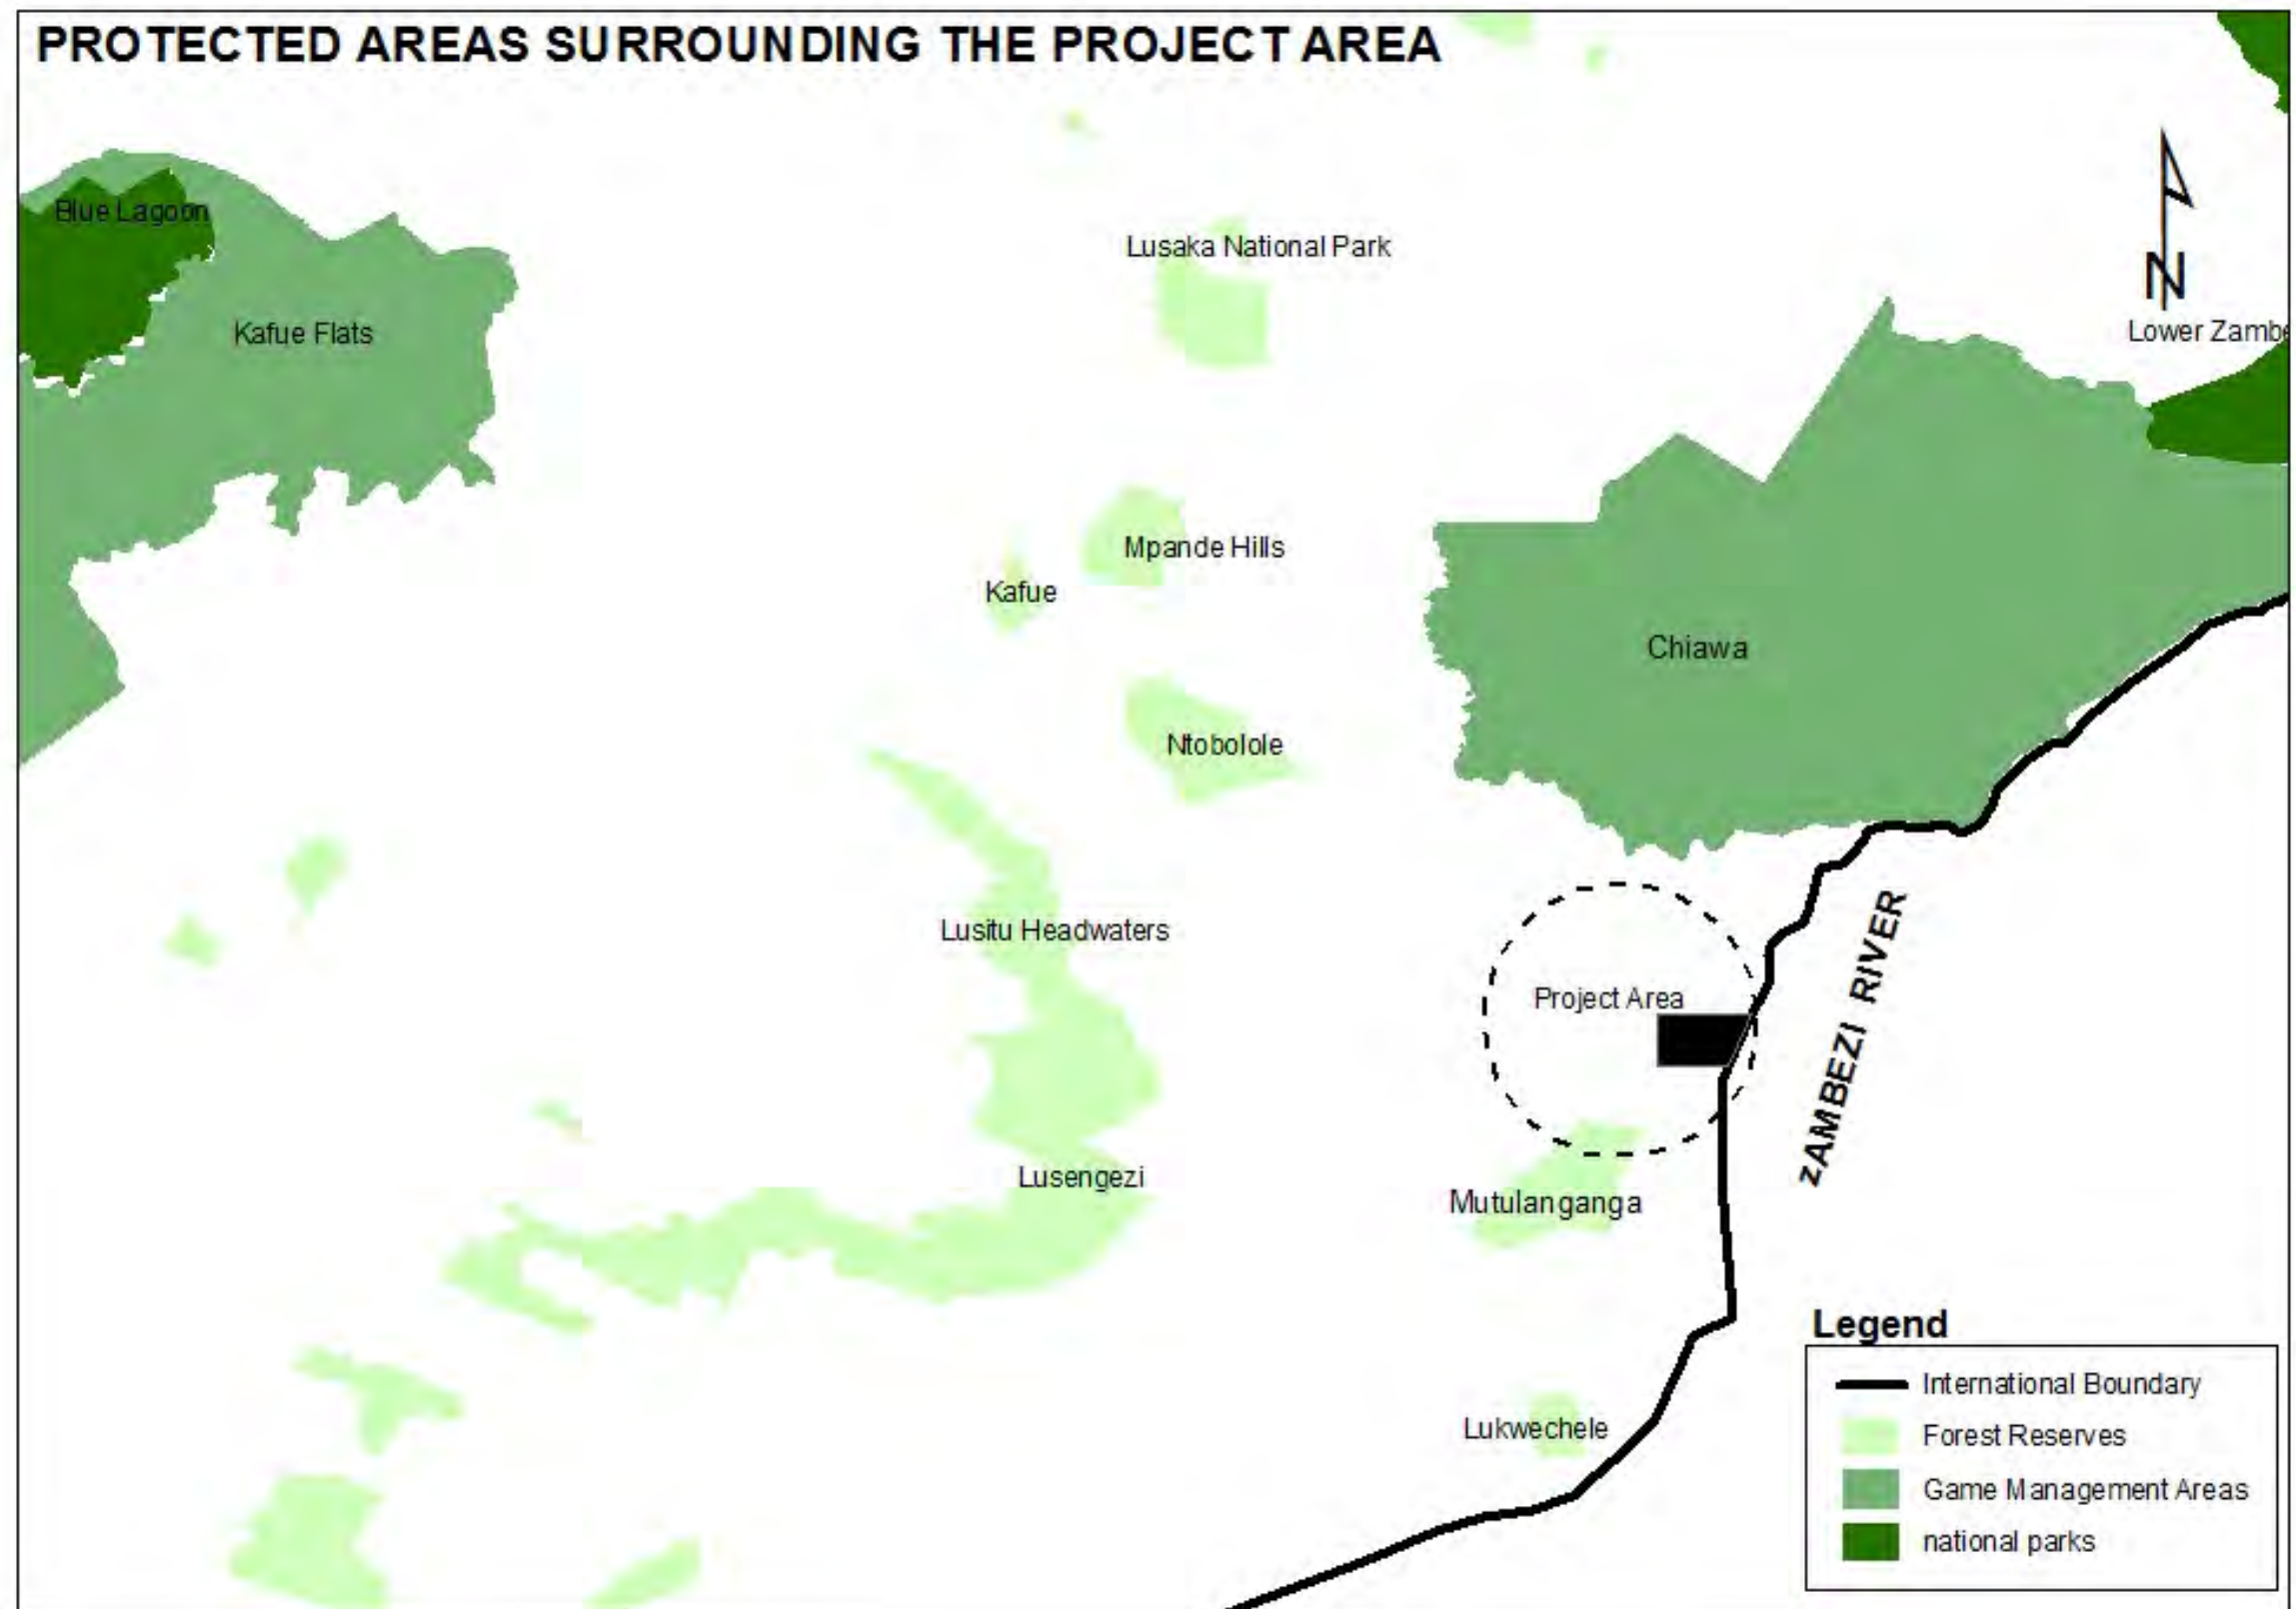 PROTECTED AREAS SURROUNDING THE PROJECT AREA
Blue Lagoon
Lusaka National Park
N
Kafue Flats
Lower Zambe
Mpande Hills
Kafue
Chiawa
Ntobolole
Lusitu Headwaters
Project Area
zAMBEZI RIVER
Lusengezi
Mutulanganga
Lukwechele
Legend
International Boundary
Forest Reserves
Game Management Areas
national parks